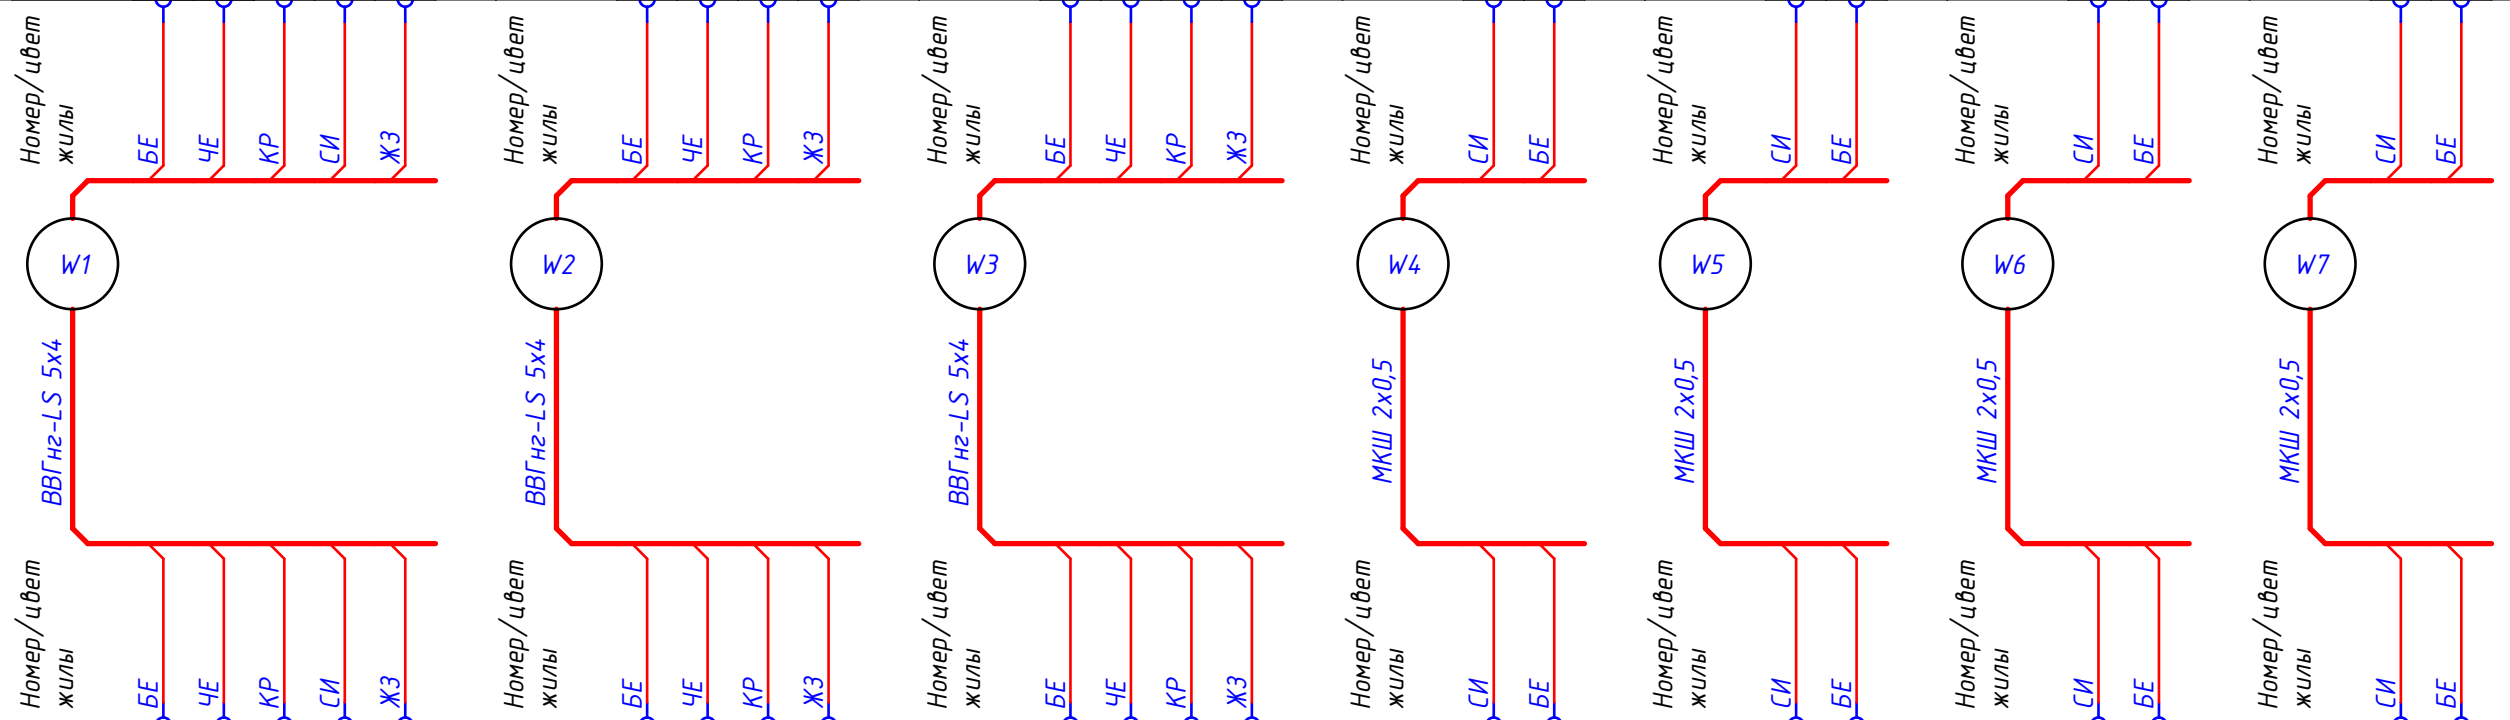 Номер/цвет
жилы
БЕ
ЧЕ
КР
СИ
ЖЗ
Номер/цвет
жилы
БЕ
ЧЕ
КР
ЖЗ
Номер/цвет
жилы
БЕ
ЧЕ
КР
ЖЗ
Номер/цвет
жилы
СИ
БЕ
Номер/цвет
жилы
СИ
БЕ
Номер/цвет
жилы
СИ
БЕ
Номер/цвет
жилы
СИ
БЕ
W1
W2
W3
W4
W5
W6
W7
ВВГнг-LS 5х4
ВВГнг-LS 5х4
ВВГнг-LS 5х4
МКШ 2х0,5
МКШ 2х0,5
МКШ 2х0,5
МКШ 2х0,5
Номер/цвет
жилы
БЕ
ЧЕ
КР
СИ
ЖЗ
Номер/цвет
жилы
БЕ
ЧЕ
КР
ЖЗ
Номер/цвет
жилы
БЕ
ЧЕ
КР
ЖЗ
Номер/цвет
жилы
СИ
БЕ
Номер/цвет
жилы
СИ
БЕ
Номер/цвет
жилы
СИ
БЕ
Номер/цвет
жилы
СИ
БЕ